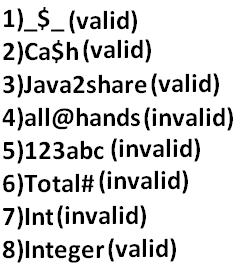 1)_$_ (valid)
2)Ca$h (valid)
3)Java2share (valid)
4)all@hands (invalid)
5)123abc (invalid)
6)Total# (invalid)
7)Int (invalid)
8)Integer (valid)